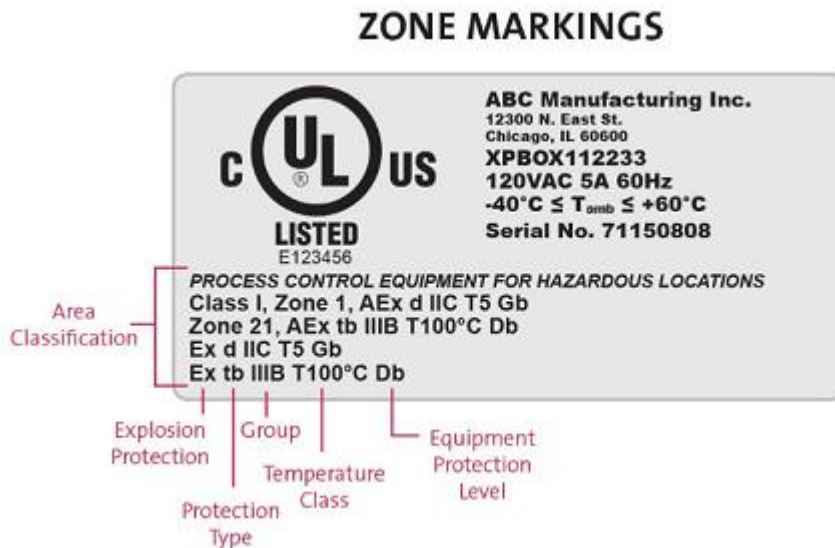 ZONE MARKINGS
C UL ® US
LISTED
E123456
ABC Manufacturing Inc.
12300 N. East St.
Chicago, IL 60600
XPBOX112233
120VAC 5A 60Hz
-40°C ≤ Tamb ≤ +60°C
Serial No. 71150808
PROCESS CONTROL EQUIPMENT FOR HAZARDOUS LOCATIONS
Class I, Zone 1, AEx d IIC T5 Gb
Zone 21, AEx tb IIIB T100°C Db
Ex d IIC T5 Gb
Ex tb IIIB T100°C Db
Area
Classification
Explosion
Protection
Protection
Type
Group
Temperature
Class
Equipment
Protection
Level